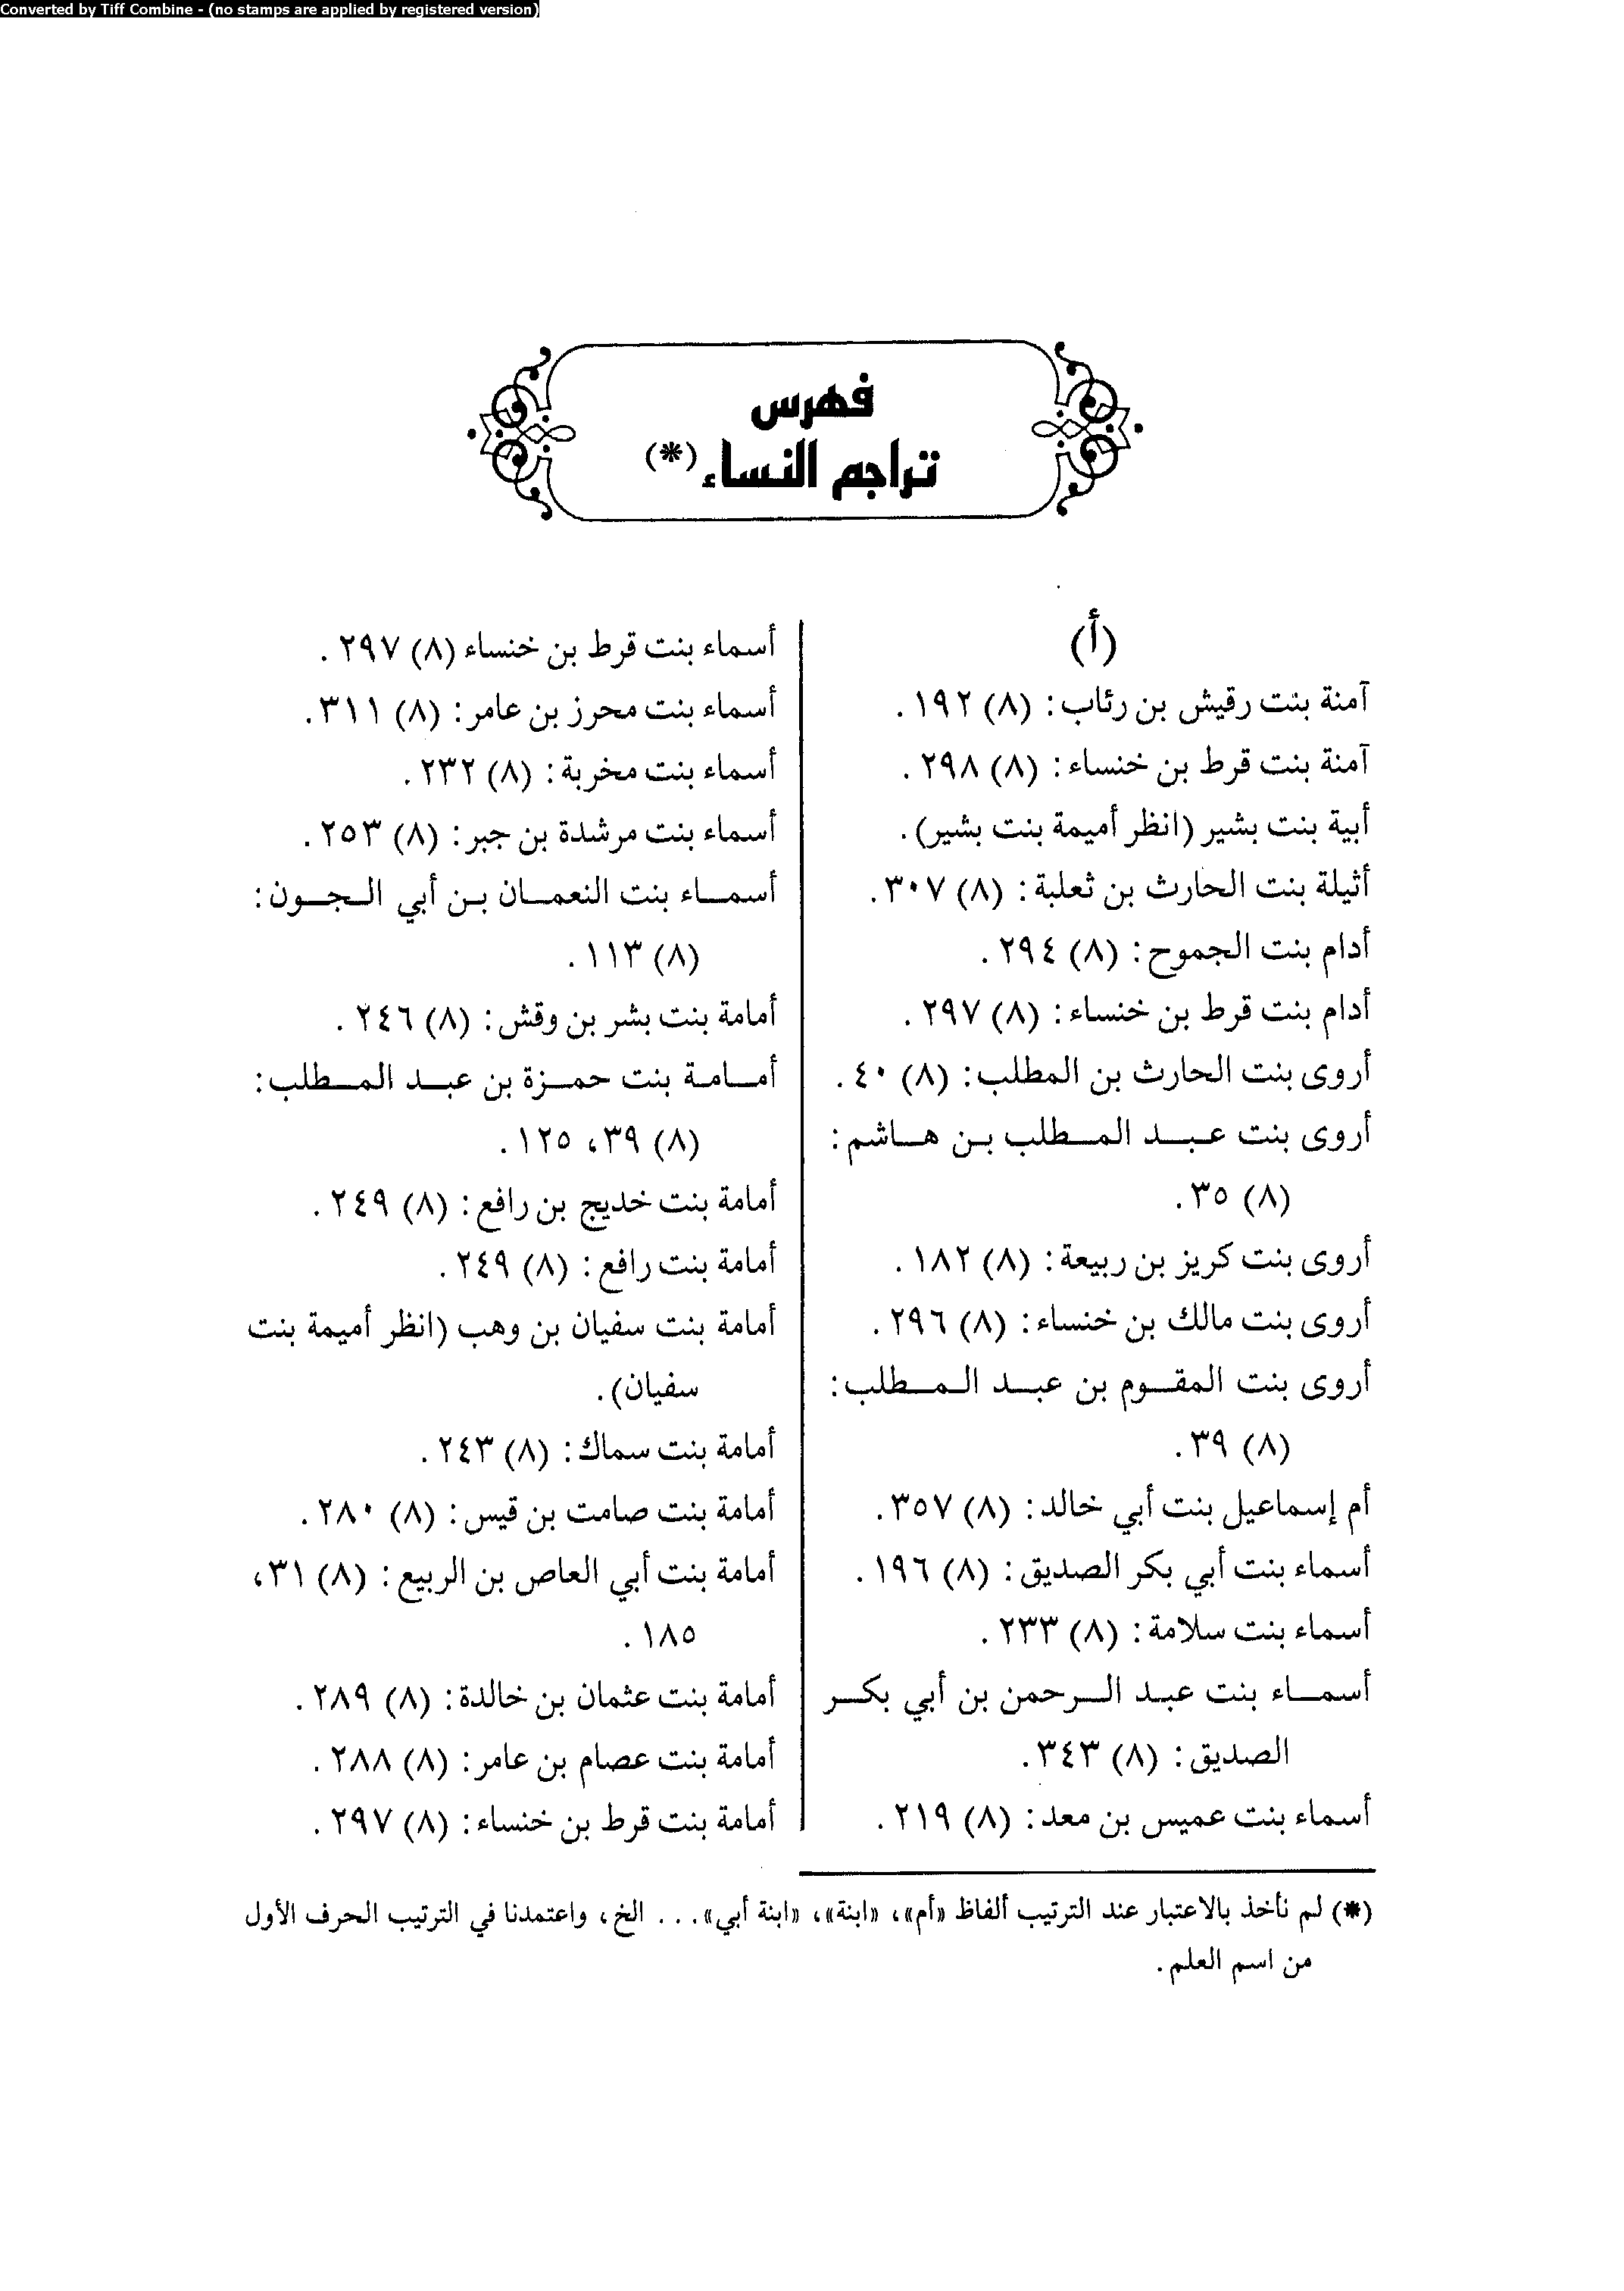 Converted by Tiff Combine - (no stamps are applied by registered version)
فهرس
تراجم النساء (*)
(أ)
آمنة بنت رقيش بن رئاب: (٨) ١٩٢.
آمنة بنت قرط بن خنساء: (٨) ٢٩٨.
أبية بنت بشير (انظر أميمة بنت بشير).
أثيلة بنت الحارث بن ثعلبة: (٨) ٣٠٧.
أدام بنت الجموح: (٨) ٢٩٤.
أدام بنت قرط بن خنساء: (٨) ٢٩٧.
أروى بنت الحارث بن المطلب: (٨) ٤٠.
أروى بنت عبد المطلب بن هاشم:
(٨) ٣٥.
أروى بنت كريز بن ربيعة: (٨) ١٨٢.
أروى بنت مالك بن خنساء: (٨) ٢٩٦.
أروى بنت المقوم بن عبد المطلب:
(٨) ٣٩.
أم إسماعيل بنت أبي خالد: (٨) ٣٥٧.
أسماء بنت أبي بكر الصديق: (٨) ١٩٦.
أسماء بنت سلامة: (٨) ٢٣٣.
أسماء بنت عبد الرحمن بن أبي بكر
الصديق: (٨) ٣٤٣.
أسماء بنت عميس بن معد: (٨) ٢١٩.
أسماء بنت قرط بن خنساء (٨) ٢٩٧.
أسماء بنت محرز بن عامر: (٨) ٣١١.
أسماء بنت مخربة: (٨) ٢٣٢.
أسماء بنت مرشدة بن جبر: (٨) ٢٥٣.
أسماء بنت النعمان بن أبي الجون:
(٨) ١١٣.
أمامة بنت بشر بن وقش: (٨) ٢٤٦.
أمامة بنت حمزة بن عبد المطلب:
(٨) ٣٩، ١٢٥.
أمامة بنت خديج بن رافع: (٨) ٢٤٩.
أمامة بنت رافع: (٨) ٢٤٩.
أمامة بنت سفيان بن وهب (انظر أميمة بنت
سفيان).
أمامة بنت سماك: (٨) ٢٤٣.
أمامة بنت صامت بن قيس: (٨) ٢٨٠.
أمامة بنت أبي العاص بن الربيع: (٨) ٣١،
١٨٥.
أمامة بنت عثمان بن خالدة: (٨) ٢٨٩.
أمامة بنت عصام بن عامر: (٨) ٢٨٨.
أمامة بنت قرط بن خنساء: (٨) ٢٩٧.
(*) لم نأخذ بالاعتبار عند الترتيب ألفاظ «أم»، «ابنة»، «ابنة أبي»... الخ، واعتمدنا في الترتيب الحرف الأول
من اسم العلم.